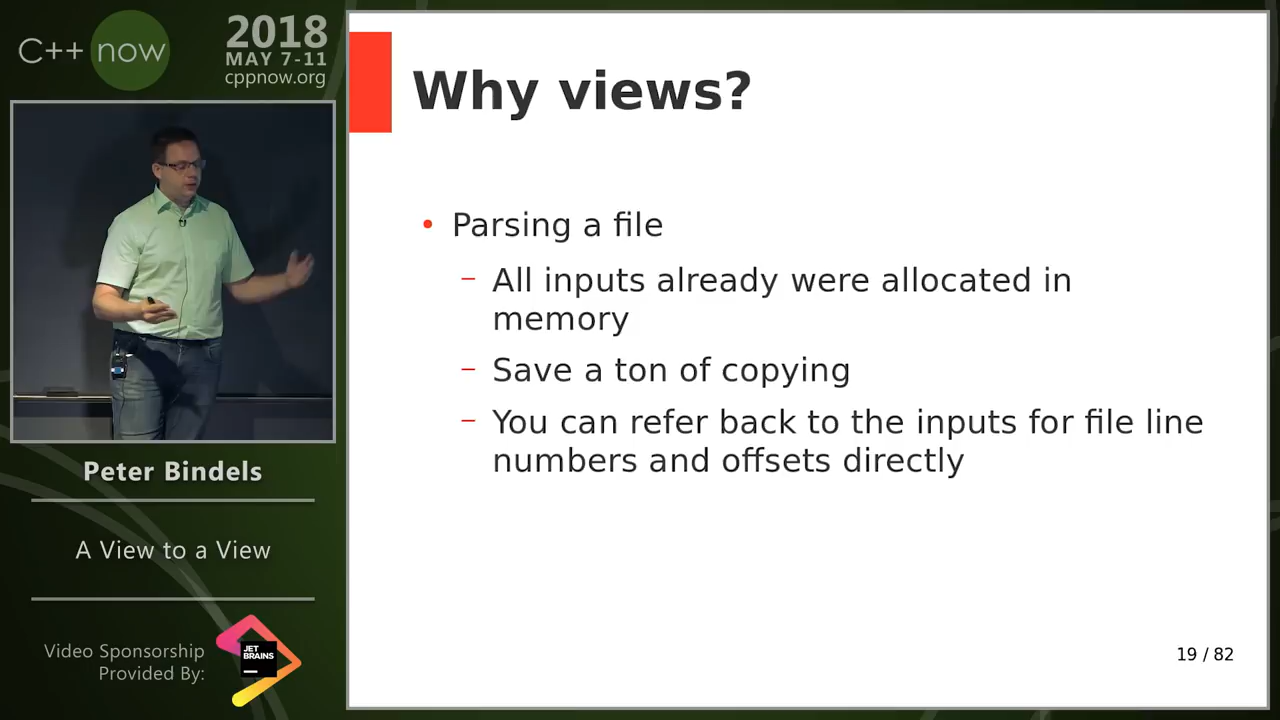 C++ now
2018
MAY 7-11
cppnow.org
Why views?
• Parsing a file
– All inputs already were allocated in
memory
– Save a ton of copying
– You can refer back to the inputs for file line
numbers and offsets directly
19 / 82
Peter Bindels
A View to a View
Video Sponsorship
Provided By:
JET
BRAINS